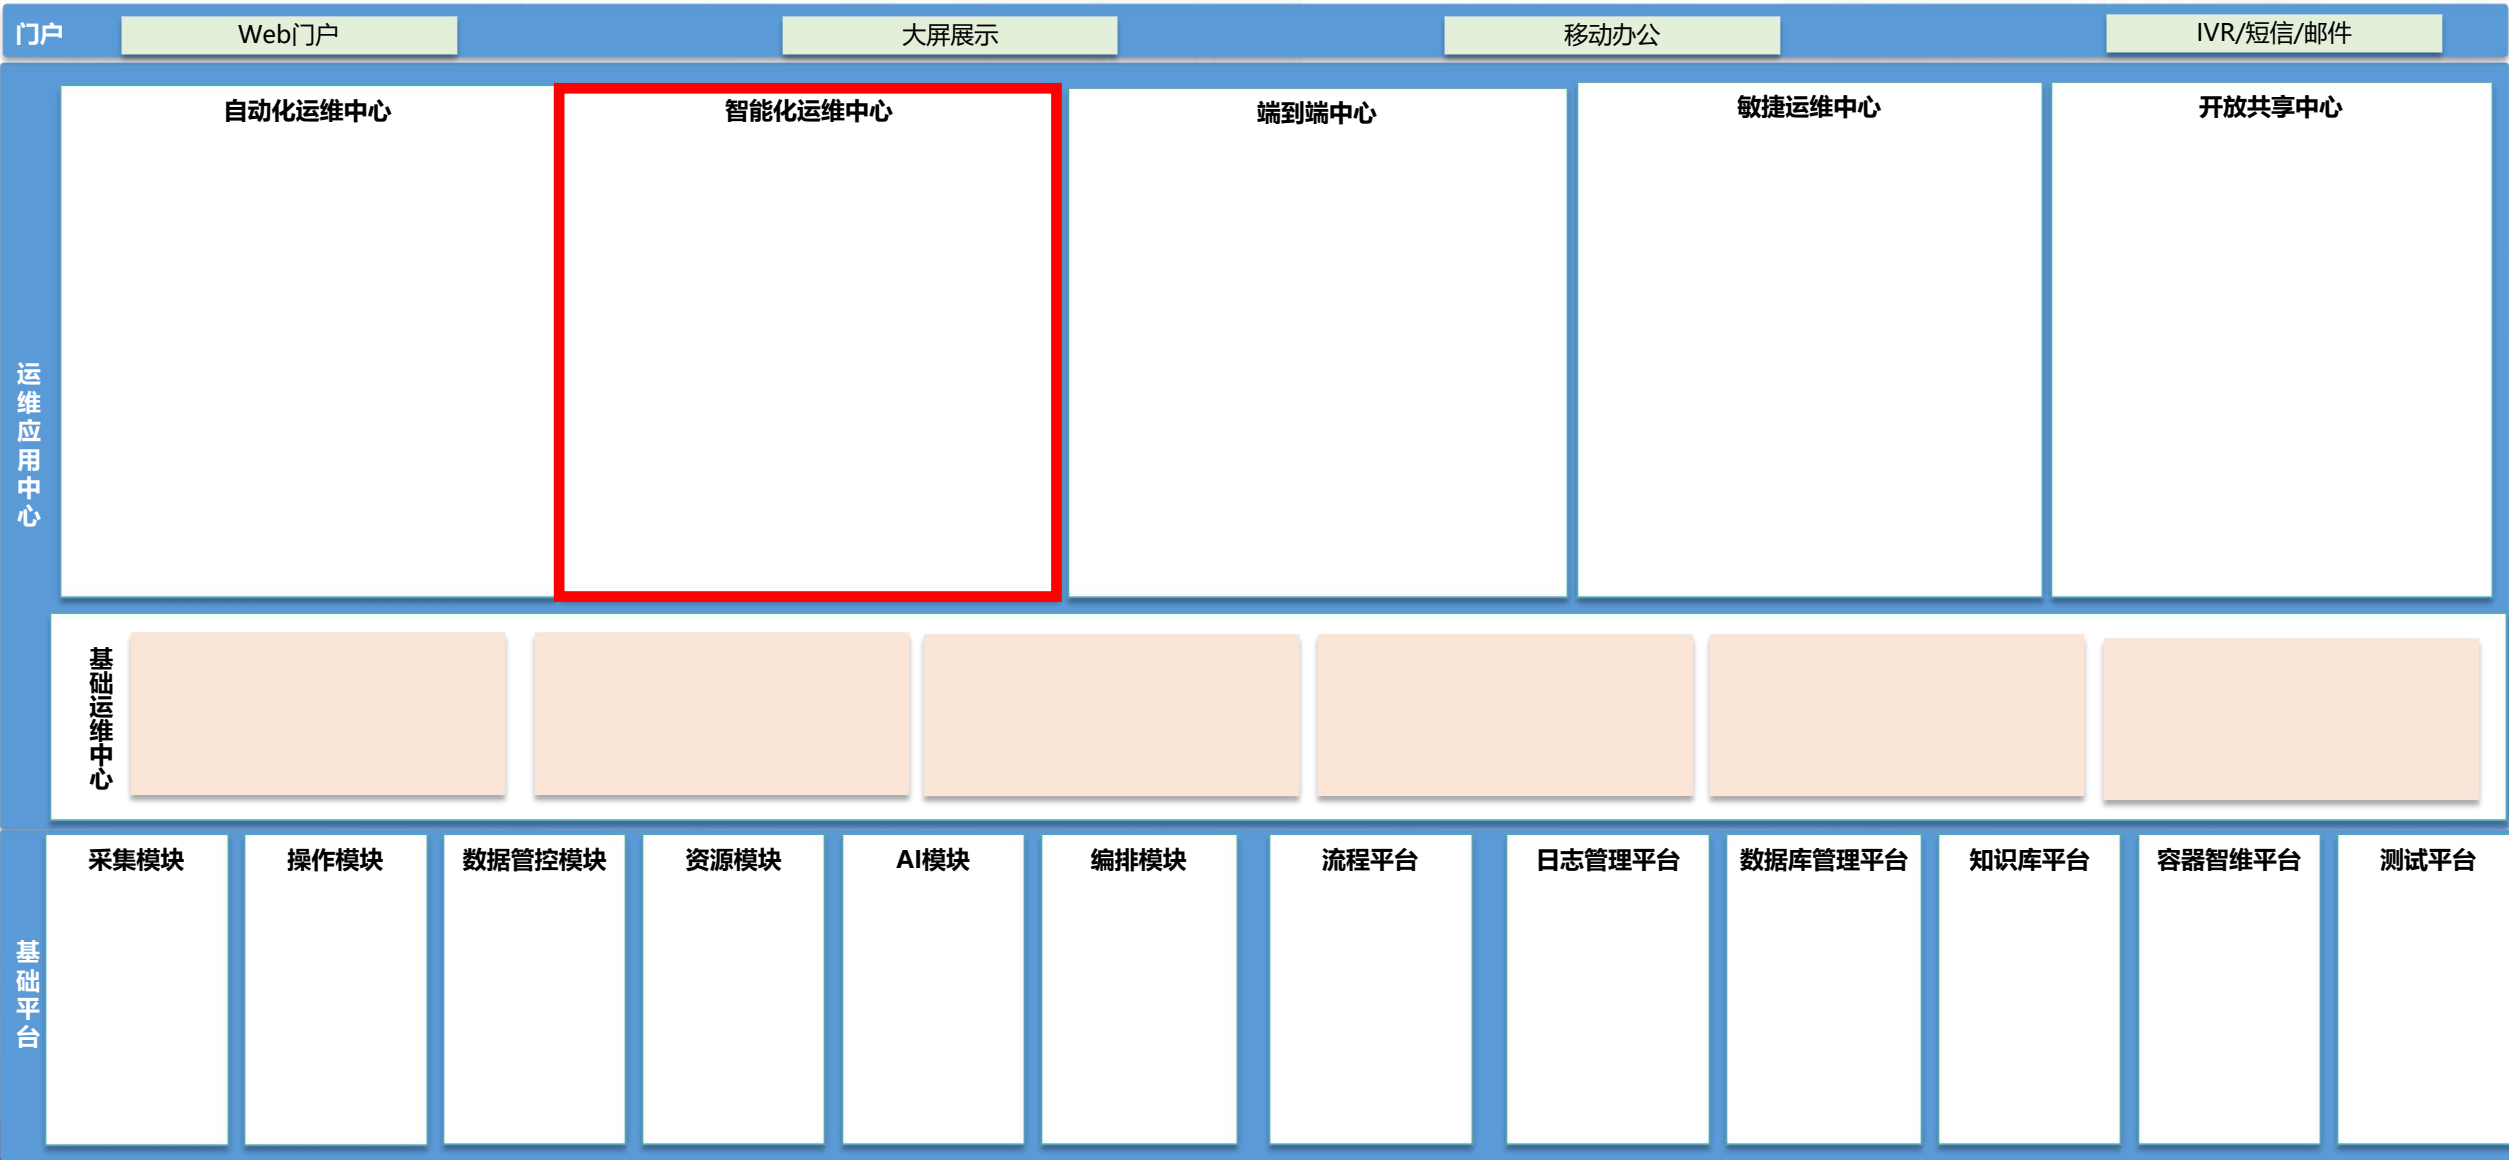 门户
Web门户
大屏展示
移动办公
IVR/短信/邮件
运维应用中心
自动化运维中心
智能化运维中心
端到端中心
敏捷运维中心
开放共享中心
基础运维中心
基础平台
采集模块
操作模块
数据管控模块
资源模块
AI模块
编排模块
流程平台
日志管理平台
数据库管理平台
知识库平台
容器智维平台
测试平台